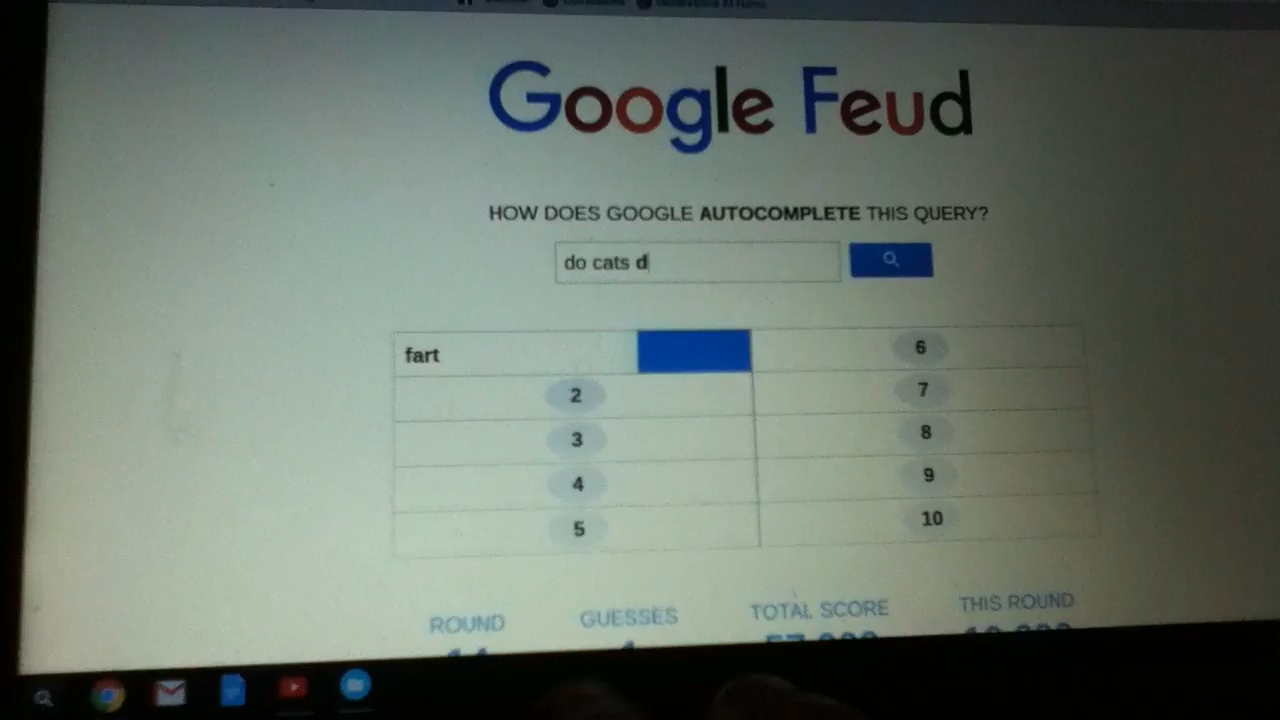 Google Feud
HOW DOES GOOGLE AUTOCOMPLETE THIS QUERY?
do cats d
fart
6
2
7
3
8
4
9
5
10
ROUND
GUESSES
TOTAL SCORE
THIS ROUND